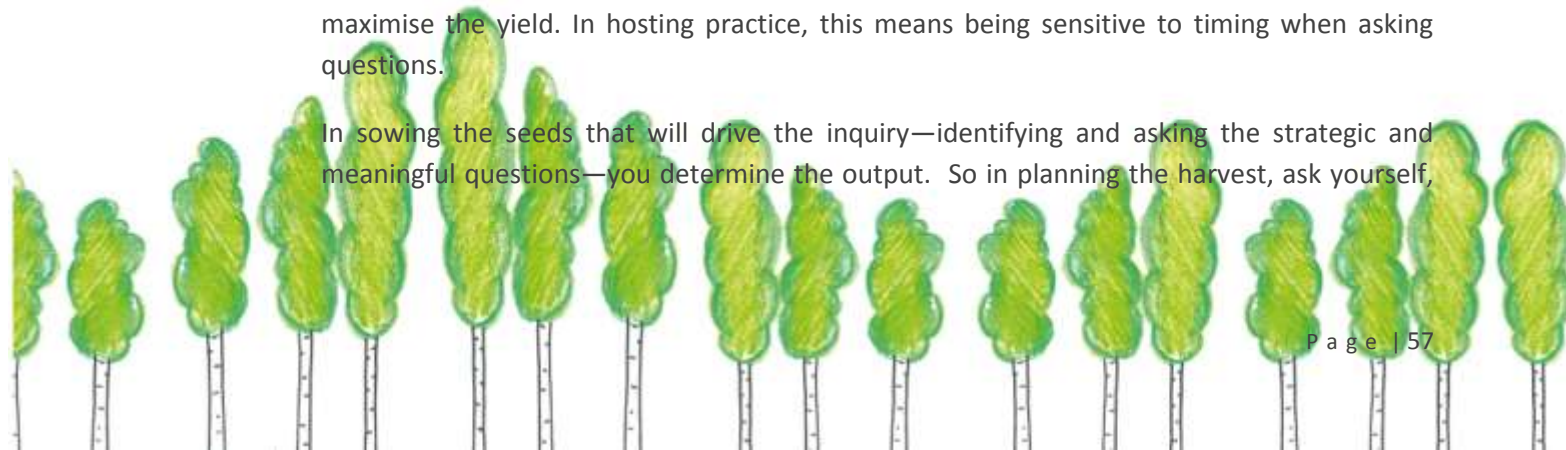 maximise the yield. In hosting practice, this means being sensitive to timing when asking
questions.
In sowing the seeds that will drive the inquiry—identifying and asking the strategic and
meaningful questions—you determine the output. So in planning the harvest, ask yourself,
Page | 57